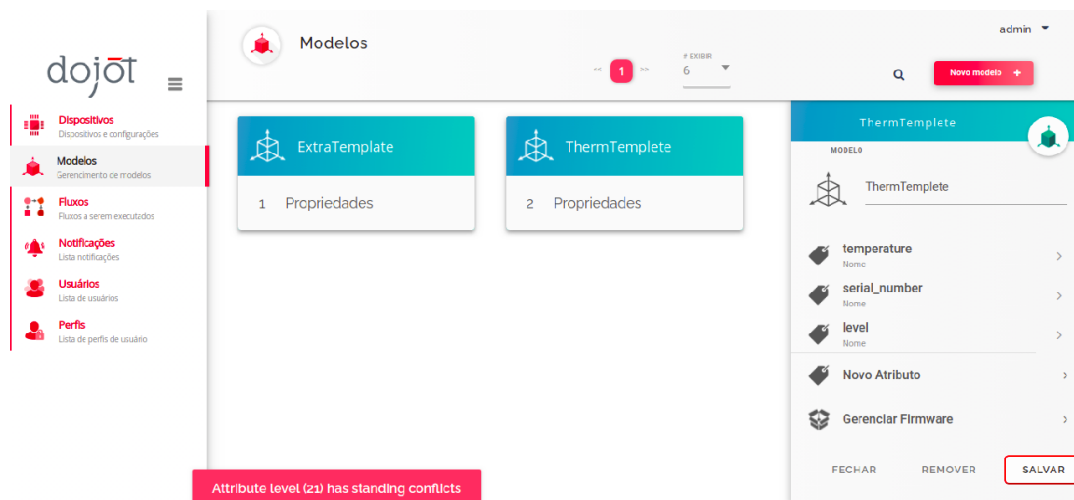 dojot
Dispositivos
Dispositivos e configurações
Modelos
Gerencimento de modelos
Fluxos
Fluxos a serem executados
Notificações
Lista notificações
Usuários
Lista de usuários
Perfis
Lista de perfis de usuário
Modelos
admin
<< 1 >>
# EXIBIR
6
Novo modelo +
ExtraTemplate
1 Propriedades
ThermTemplete
2 Propriedades
ThermTemplete
MODELO
ThermTemplete
temperature
Nome
serial_number
Nome
level
Nome
Novo Atributo
Gerenciar Firmware
FECHAR REMOVER SALVAR
Attribute level (21) has standing conflicts